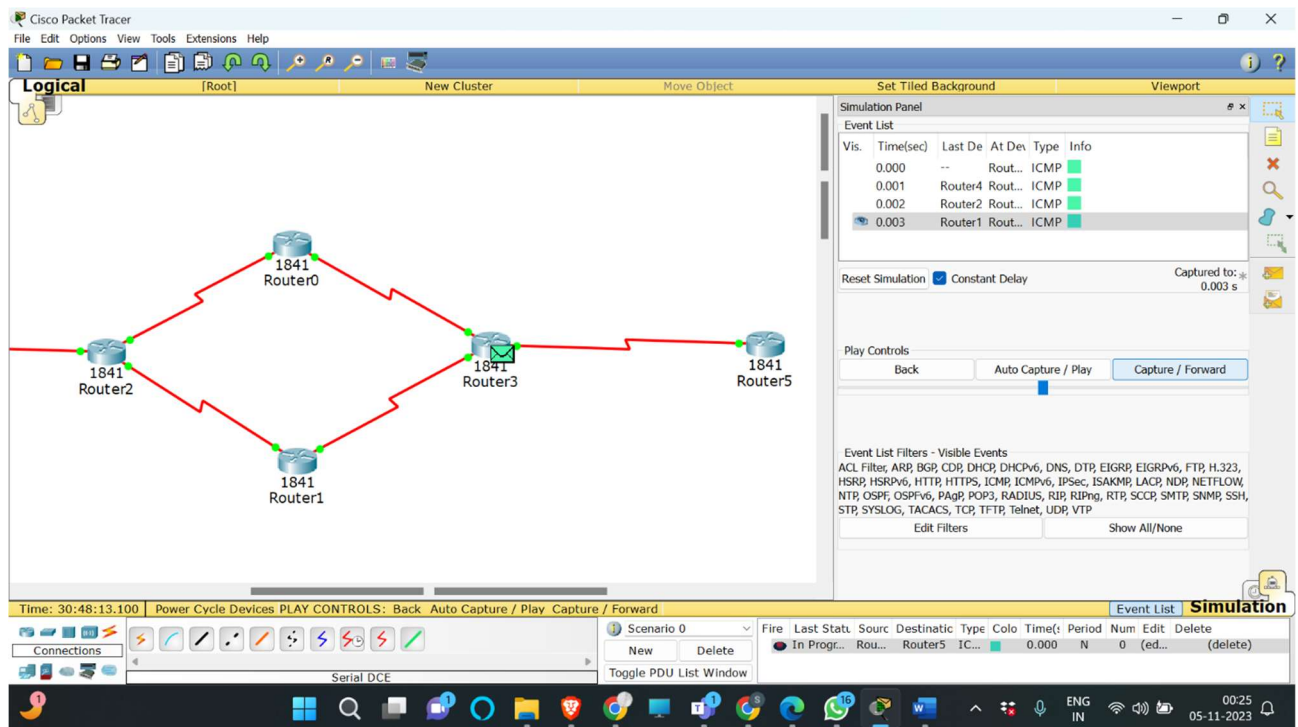 Cisco Packet Tracer
File Edit Options View Tools Extensions Help
Logical [Root] New Cluster Move Object Set Tiled Background Viewport
Simulation Panel
Event List
Vis. Time(sec) Last De At Dev Type Info
0.000 -- Rout... ICMP
0.001 Router4 Rout... ICMP
0.002 Router2 Rout... ICMP
0.003 Router1 Rout... ICMP
Reset Simulation Constant Delay Captured to: *
0.003 s
Play Controls
Back Auto Capture / Play Capture / Forward
Event List Filters - Visible Events
ACL Filter, ARP, BGP, CDP, DHCP, DHCPv6, DNS, DTP, EIGRP, EIGRPv6, FTP, H.323,
HSRP, HSRPv6, HTTP, HTTPS, ICMP, ICMPv6, IPSec, ISAKMP, LACP, NDP, NETFLOW,
NTP, OSPF, OSPFv6, PAgP, POP3, RADIUS, RIP, RIPng, RTP, SCCP, SMTP, SNMP, SSH,
STP, SYSLOG, TACACS, TCP, TFTP, Telnet, UDP, VTP
Edit Filters Show All/None
1841
Router0
1841
Router2
1841
Router3
1841
Router5
1841
Router1
Time: 30:48:13.100 Power Cycle Devices PLAY CONTROLS: Back Auto Capture / Play Capture / Forward
Event List Simulation
Connections
Serial DCE
Scenario 0
New Delete
Toggle PDU List Window
Fire Last Statu Sourc Destinatic Type Colo Time(s Period Num Edit Delete
In Progr... Rou... Router5 IC... 0.000 N 0 (ed... (delete)
1
1
16
ENG
IN
00:25
05-11-2023